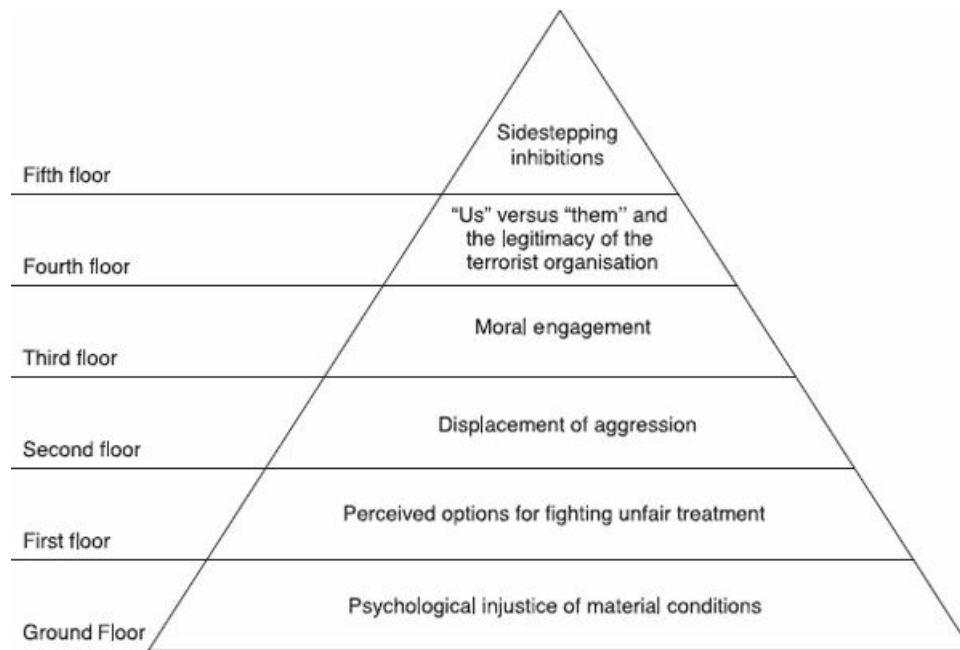 Sidestepping
inhibitions
Fifth floor
“Us” versus “them” and
the legitimacy of the
terrorist organisation
Fourth floor
Moral engagement
Third floor
Displacement of aggression
Second floor
Perceived options for fighting unfair treatment
First floor
Psychological injustice of material conditions
Ground Floor